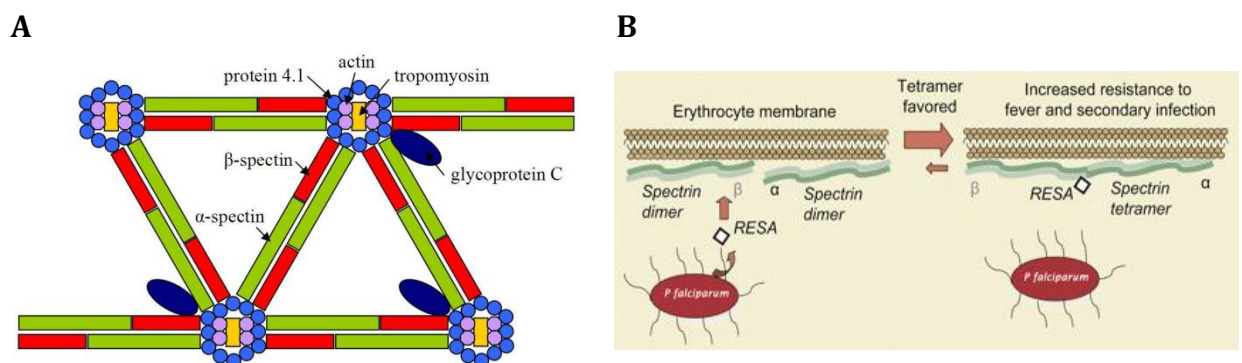 A
protein 4.1
actin
tropomyosin
β-spectin
α-spectin
glycoprotein C
B
Erythrocyte membrane
Tetramer
favored
Increased resistance to
fever and secondary infection
Spectrin
dimer
β
α
Spectrin
dimer
RESA
P falciparum
β
RESA
Spectrin
tetramer
α
P falciparum